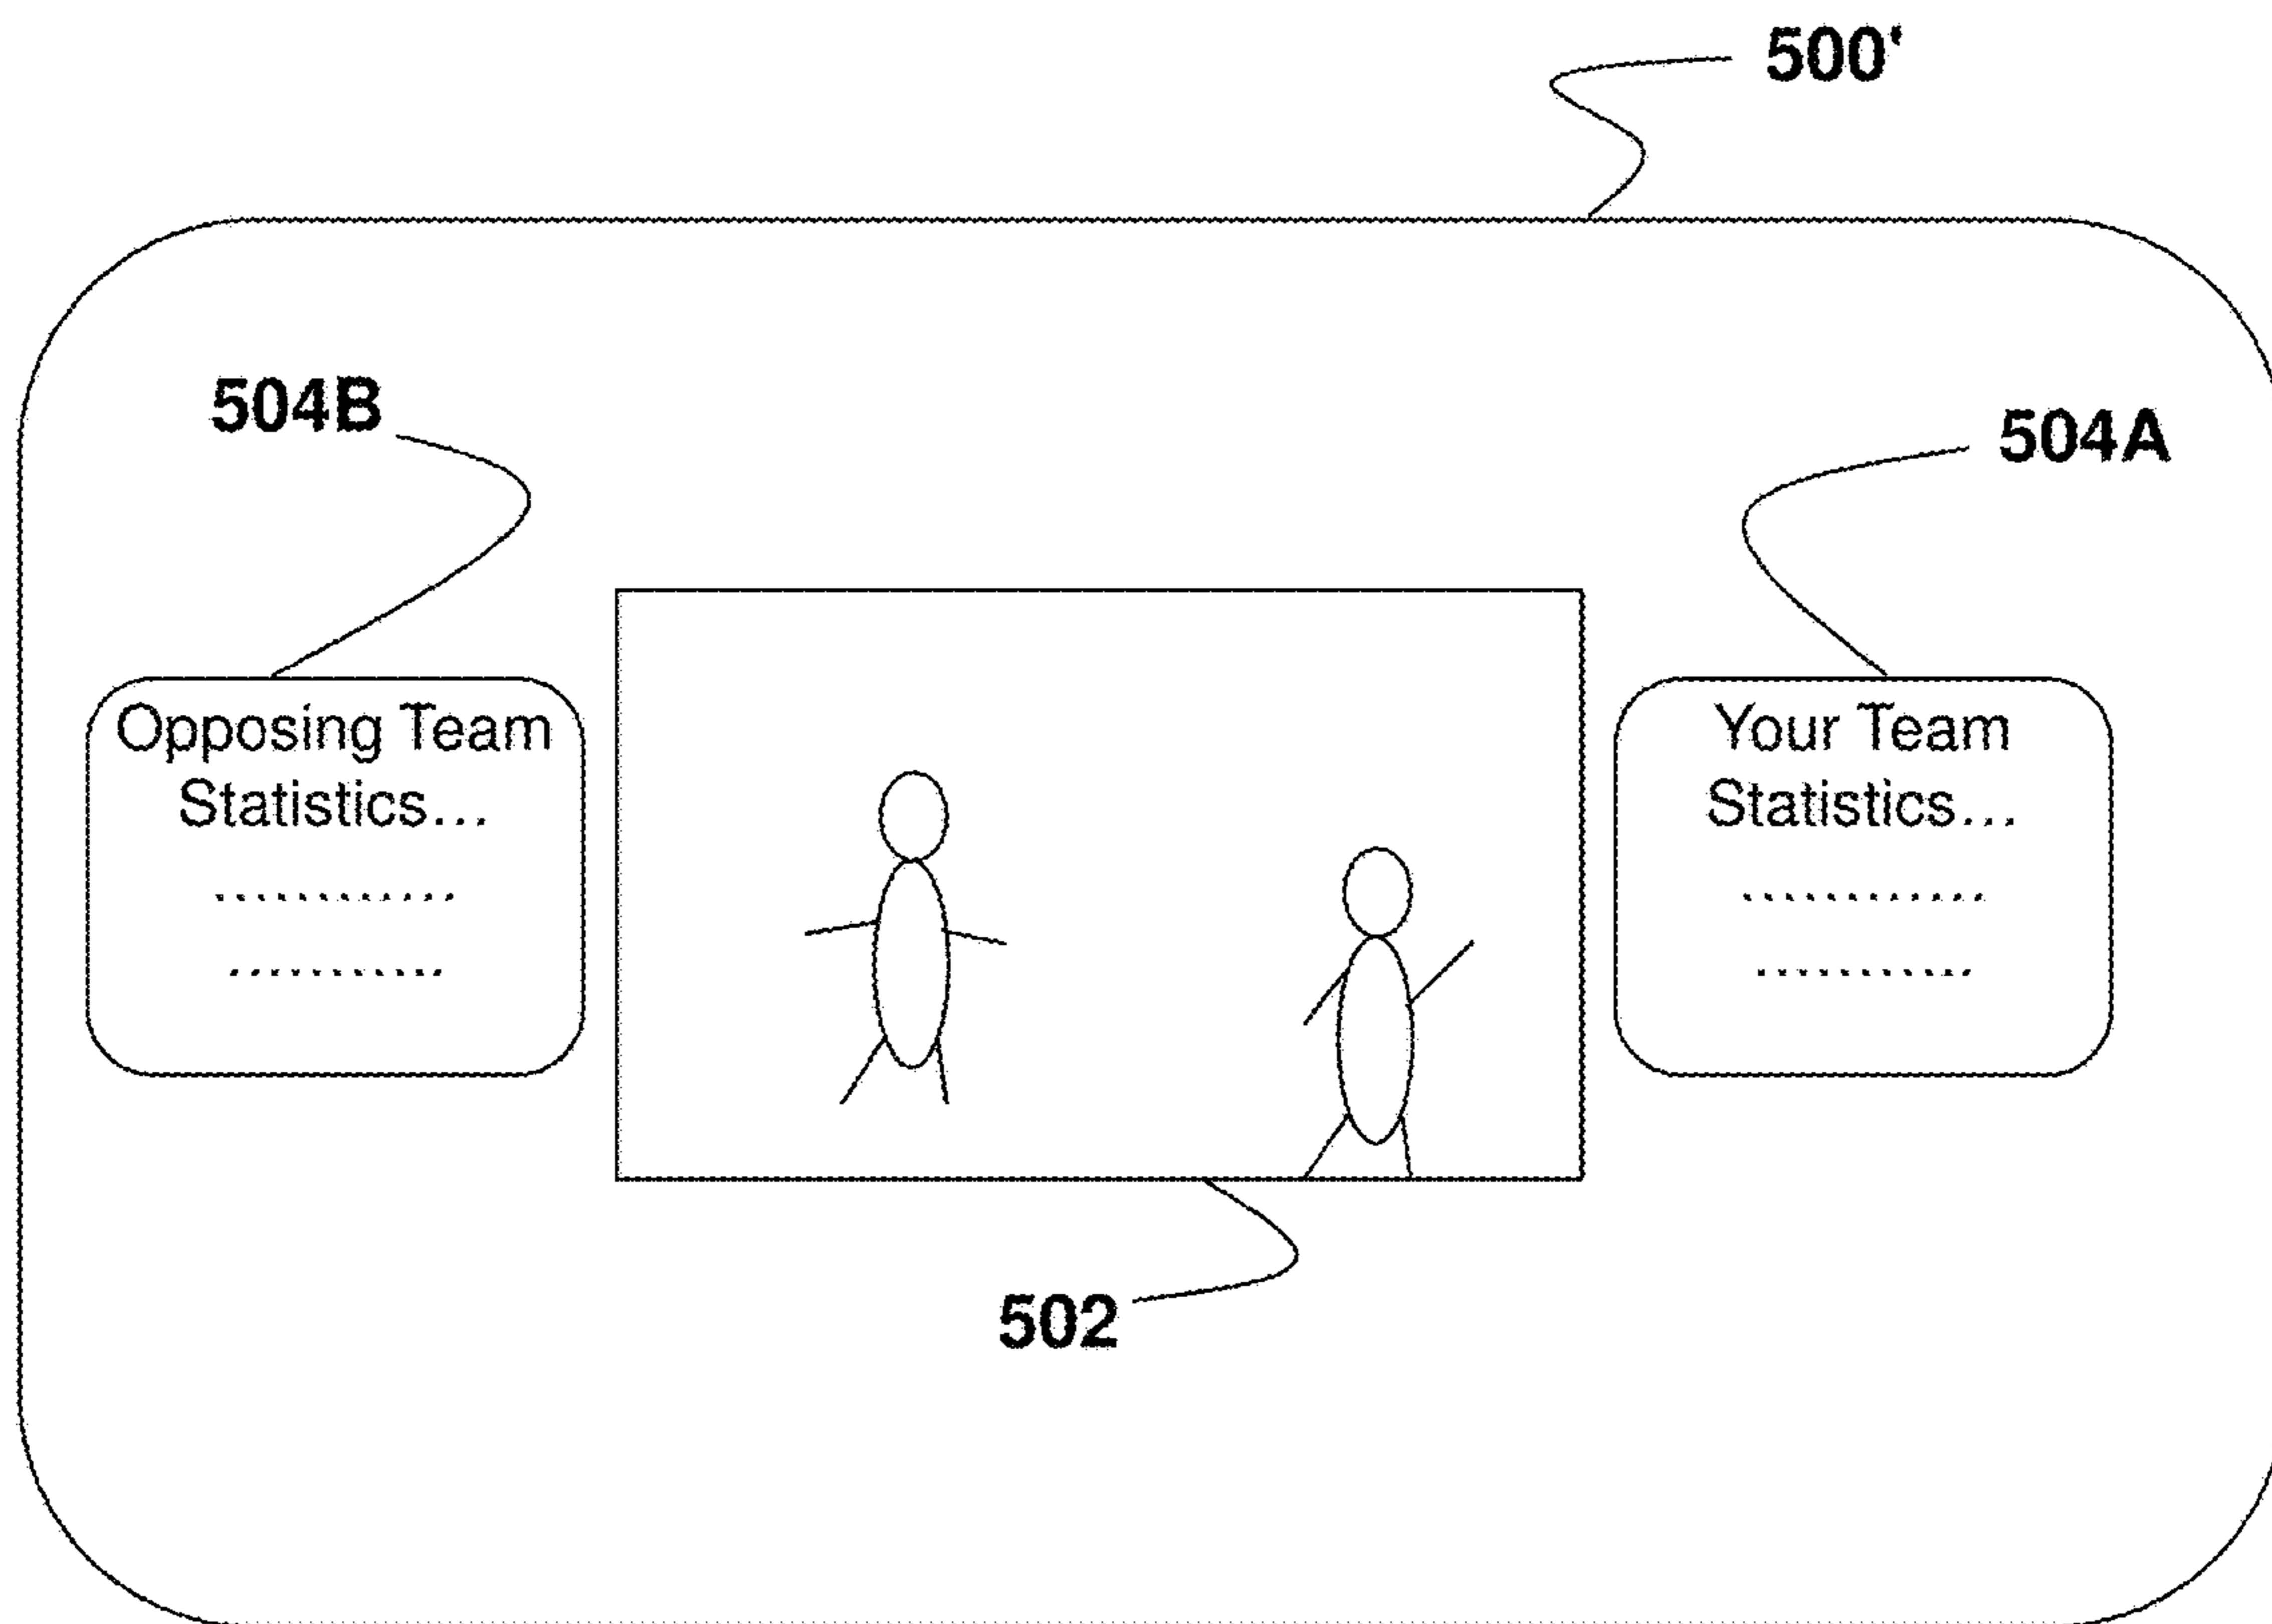 500'
504B
504A
Opposing Team
Statistics...
............
...........
Your Team
Statistics...
............
...........
502